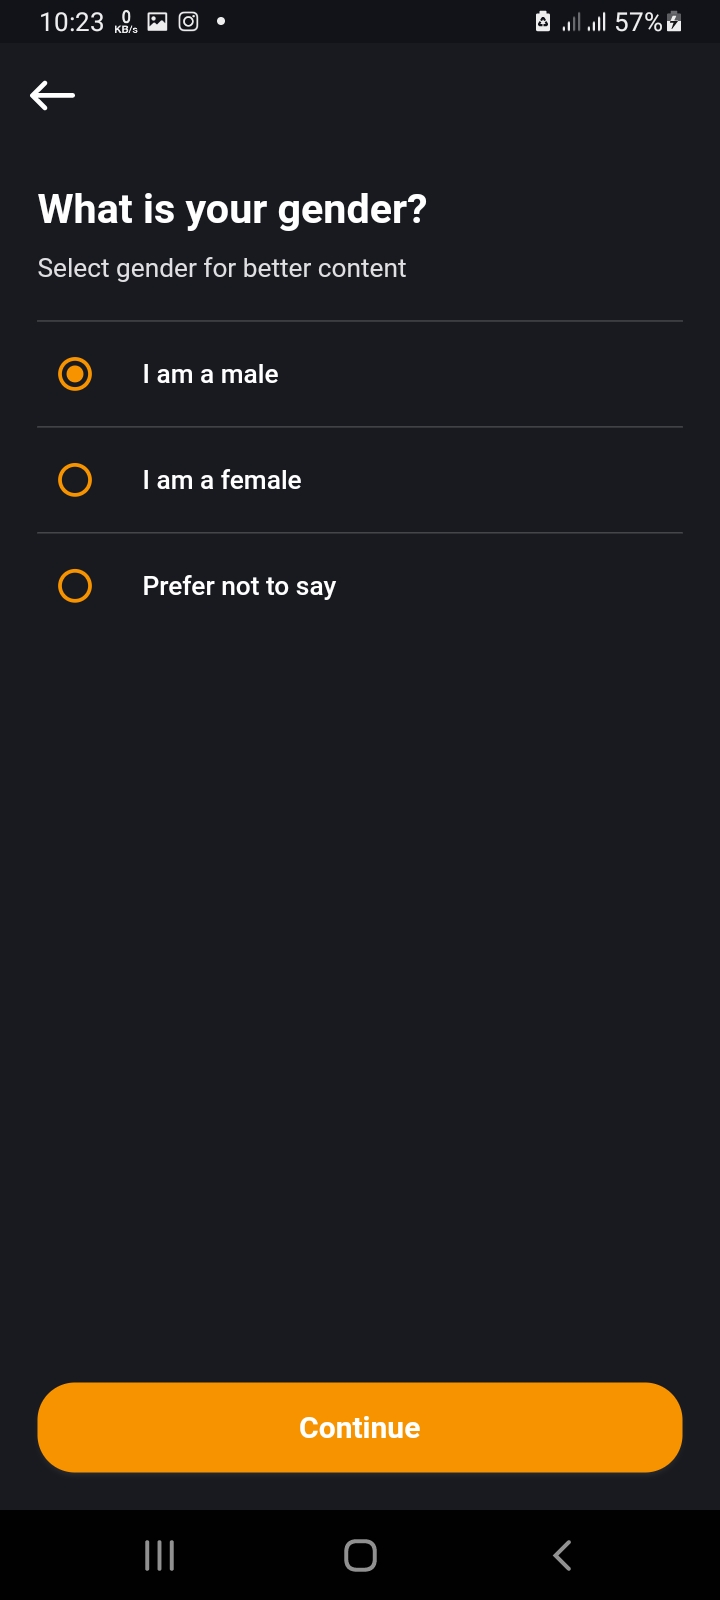 10:23 0 KB/s 57%
What is your gender?
Select gender for better content
I am a male
I am a female
Prefer not to say
Continue